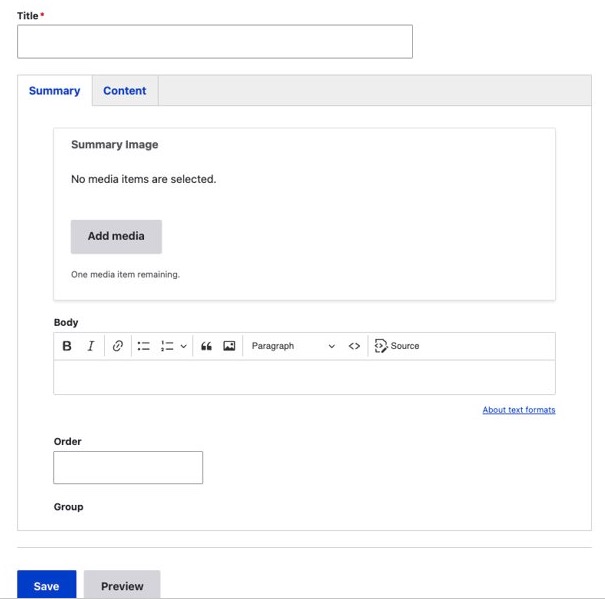 Title*
Summary Content
Summary Image
No media items are selected.
Add media
One media item remaining.
Body
B I Paragraph Source
About text formats
Order
Group
Save Preview